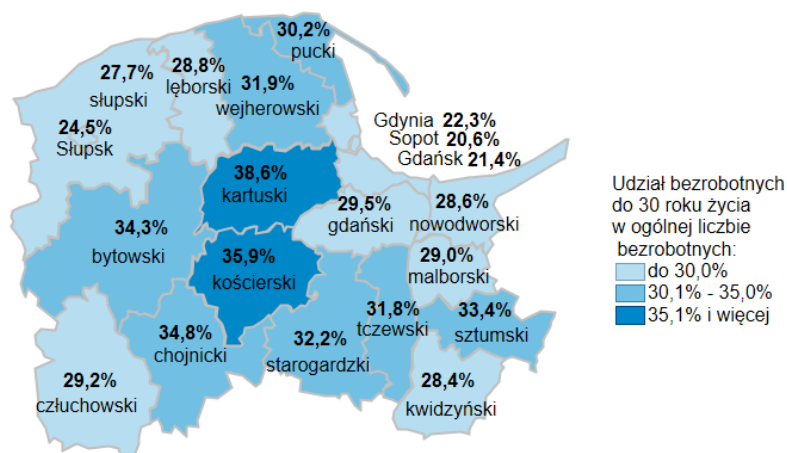 30,2%
pucki
27,7%
słupski
28,8%
lęborski
31,9%
wejherowski
24,5%
Słupsk
Gdynia 22,3%
Sopot 20,6%
Gdańsk 21,4%
38,6%
kartuski
29,5%
gdański
28,6%
nowodworski
34,3%
bytowski
35,9%
kościerski
29,0%
malborski
34,8%
chojnicki
32,2%
starogardzki
31,8%
tczewski
33,4%
sztumski
29,2%
człuchowski
28,4%
kwidzyński
Udział bezrobotnych
do 30 roku życia
w ogólnej liczbie
bezrobotnych:
do 30,0%
30,1% - 35,0%
35,1% i więcej